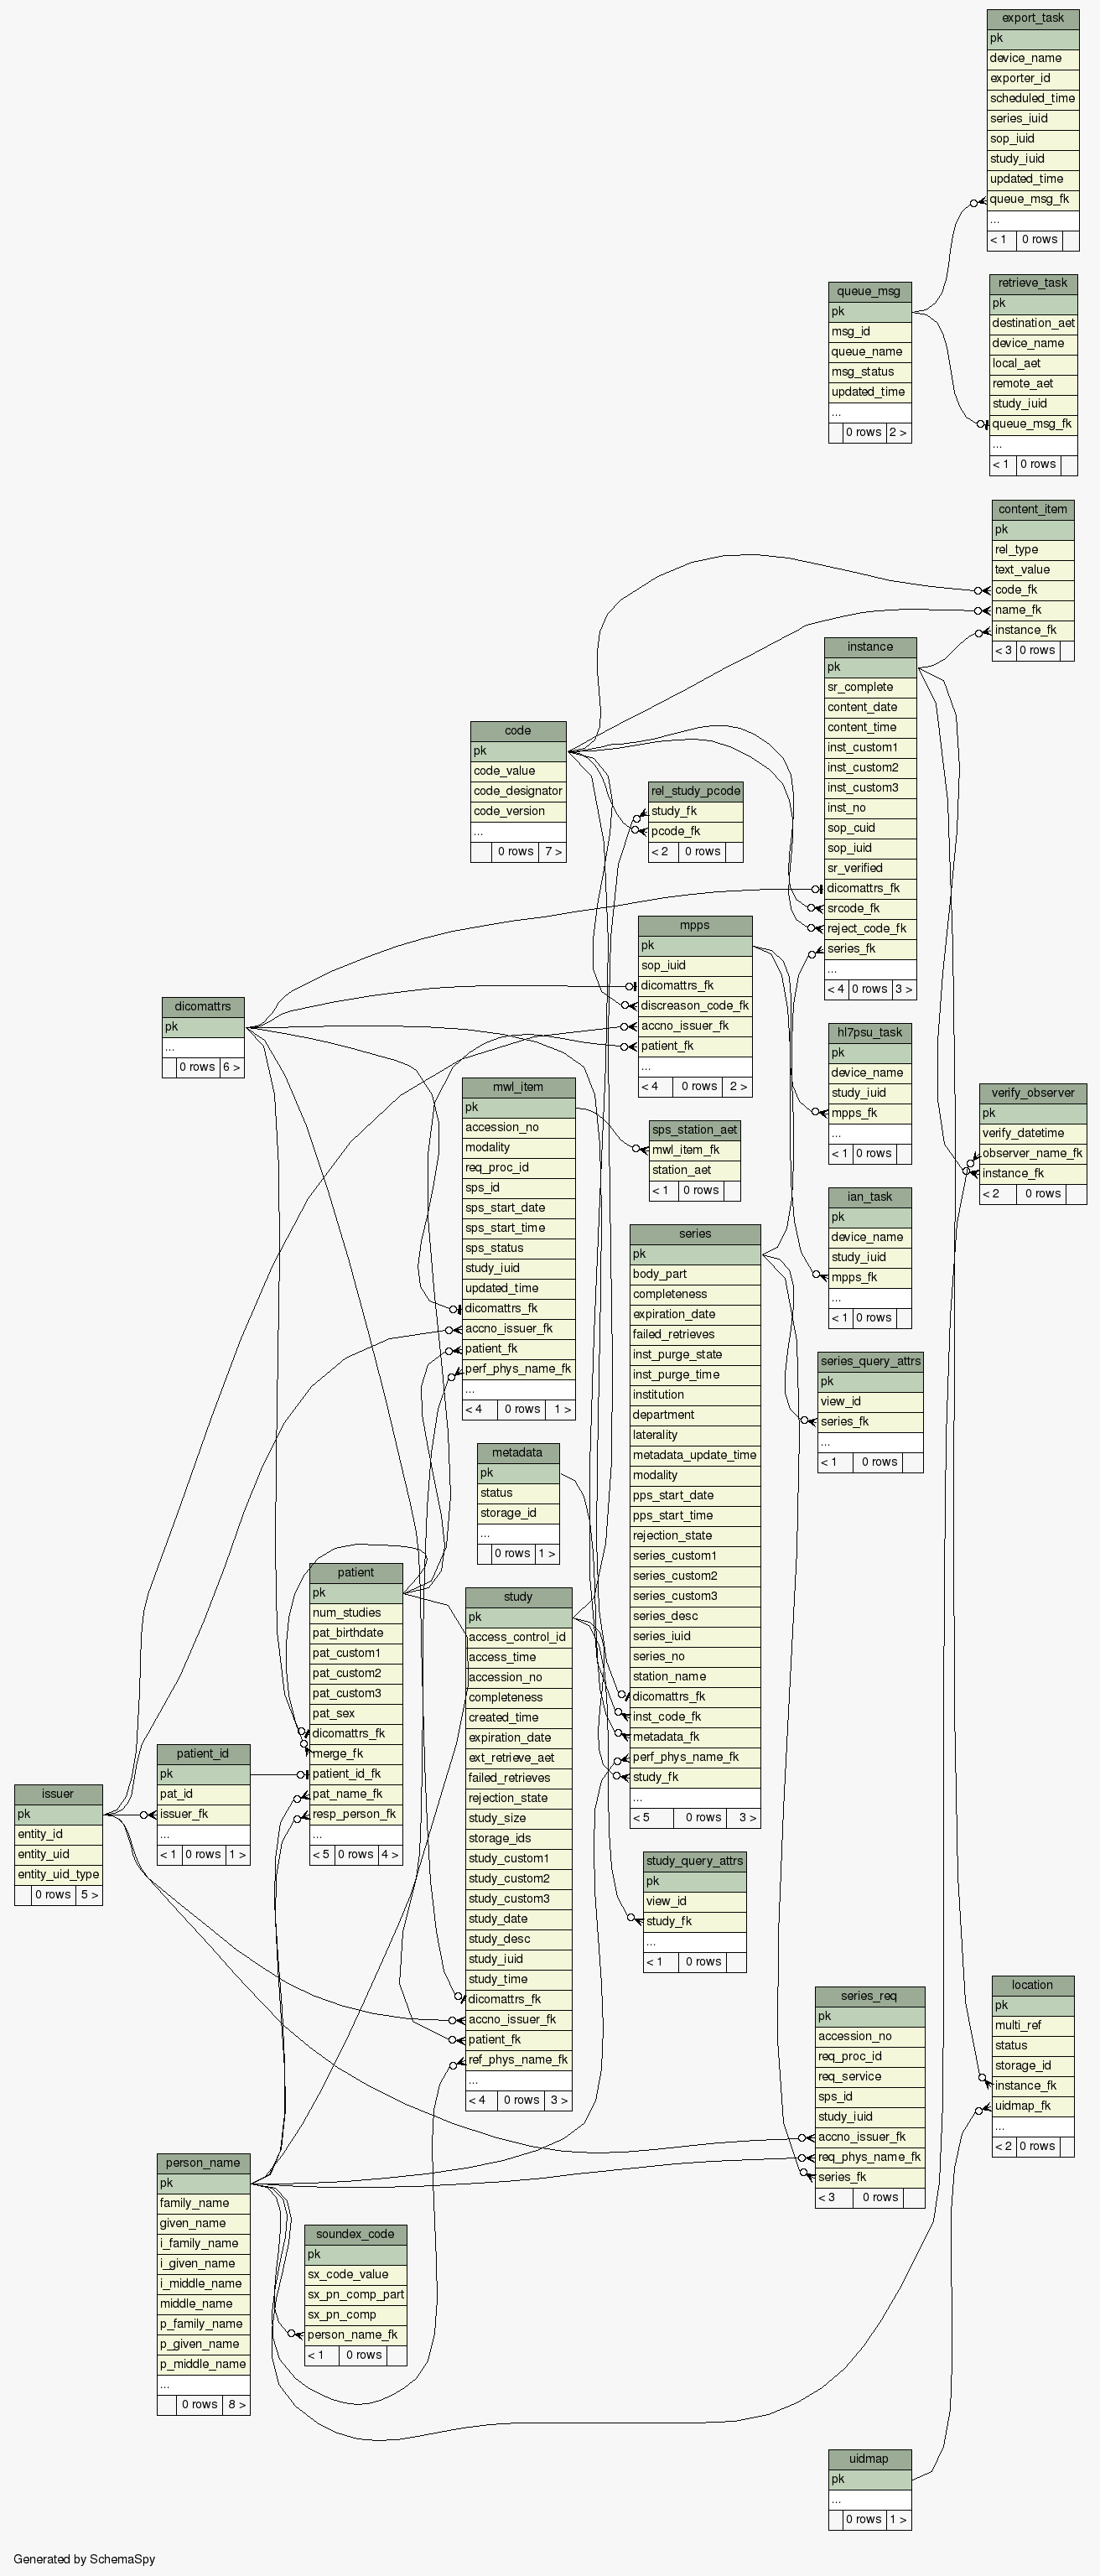 export_task
pk
device_name
exporter_id
scheduled_time
series_iuid
sop_iuid
study_iuid
updated_time
queue_msg_fk
...
< 1 0 rows
queue_msg
pk
msg_id
queue_name
msg_status
updated_time
...
0 rows 2 >
retrieve_task
pk
destination_aet
device_name
local_aet
remote_aet
study_iuid
queue_msg_fk
...
< 1 0 rows
content_item
pk
rel_type
text_value
code_fk
name_fk
instance_fk
< 3 0 rows
instance
pk
sr_complete
content_date
content_time
inst_custom1
inst_custom2
inst_custom3
inst_no
sop_cuid
sop_iuid
sr_verified
dicomattrs_fk
srcode_fk
reject_code_fk
series_fk
...
< 4 0 rows 3 >
code
pk
code_value
code_designator
code_version
...
0 rows 7 >
rel_study_pcode
study_fk
pcode_fk
< 2 0 rows
mpps
pk
sop_iuid
dicomattrs_fk
discreason_code_fk
accno_issuer_fk
patient_fk
...
< 4 0 rows 2 >
dicomattrs
pk
...
0 rows 6 >
hl7psu_task
pk
device_name
study_iuid
mpps_fk
...
< 1 0 rows
verify_observer
pk
verify_datetime
observer_name_fk
instance_fk
< 2 0 rows
mwl_item
pk
accession_no
modality
req_proc_id
sps_id
sps_start_date
sps_start_time
sps_status
study_iuid
updated_time
dicomattrs_fk
accno_issuer_fk
patient_fk
perf_phys_name_fk
...
< 4 0 rows 1 >
sps_station_aet
mwl_item_fk
station_aet
< 1 0 rows
ian_task
pk
device_name
study_iuid
mpps_fk
...
< 1 0 rows
series
pk
body_part
completeness
expiration_date
failed_retrieves
inst_purge_state
inst_purge_time
institution
department
laterality
metadata_update_time
modality
pps_start_date
pps_start_time
rejection_state
series_custom1
series_custom2
series_custom3
series_desc
series_iuid
series_no
station_name
dicomattrs_fk
inst_code_fk
metadata_fk
perf_phys_name_fk
study_fk
...
< 5 0 rows 3 >
series_query_attrs
pk
view_id
series_fk
...
< 1 0 rows
metadata
pk
status
storage_id
...
0 rows 1 >
patient
pk
num_studies
pat_birthdate
pat_custom1
pat_custom2
pat_custom3
pat_sex
dicomattrs_fk
merge_fk
patient_id_fk
pat_name_fk
resp_person_fk
...
< 5 0 rows 4 >
study
pk
access_control_id
access_time
accession_no
completeness
created_time
expiration_date
ext_retrieve_aet
failed_retrieves
rejection_state
study_size
storage_ids
study_custom1
study_custom2
study_custom3
study_date
study_desc
study_iuid
study_time
dicomattrs_fk
accno_issuer_fk
patient_fk
ref_phys_name_fk
...
< 4 0 rows 3 >
patient_id
pk
pat_id
issuer_fk
...
< 1 0 rows 1 >
issuer
pk
entity_id
entity_uid
entity_uid_type
0 rows 5 >
study_query_attrs
pk
view_id
study_fk
...
< 1 0 rows
series_req
pk
accession_no
req_proc_id
req_service
sps_id
study_iuid
accno_issuer_fk
req_phys_name_fk
series_fk
< 3 0 rows
location
pk
multi_ref
status
storage_id
instance_fk
uidmap_fk
...
< 2 0 rows
person_name
pk
family_name
given_name
i_family_name
i_given_name
i_middle_name
middle_name
p_family_name
p_given_name
p_middle_name
...
0 rows 8 >
soundex_code
pk
sx_code_value
sx_pn_comp_part
sx_pn_comp
person_name_fk
< 1 0 rows
uidmap
pk
...
0 rows 1 >
Generated by SchemaSpy